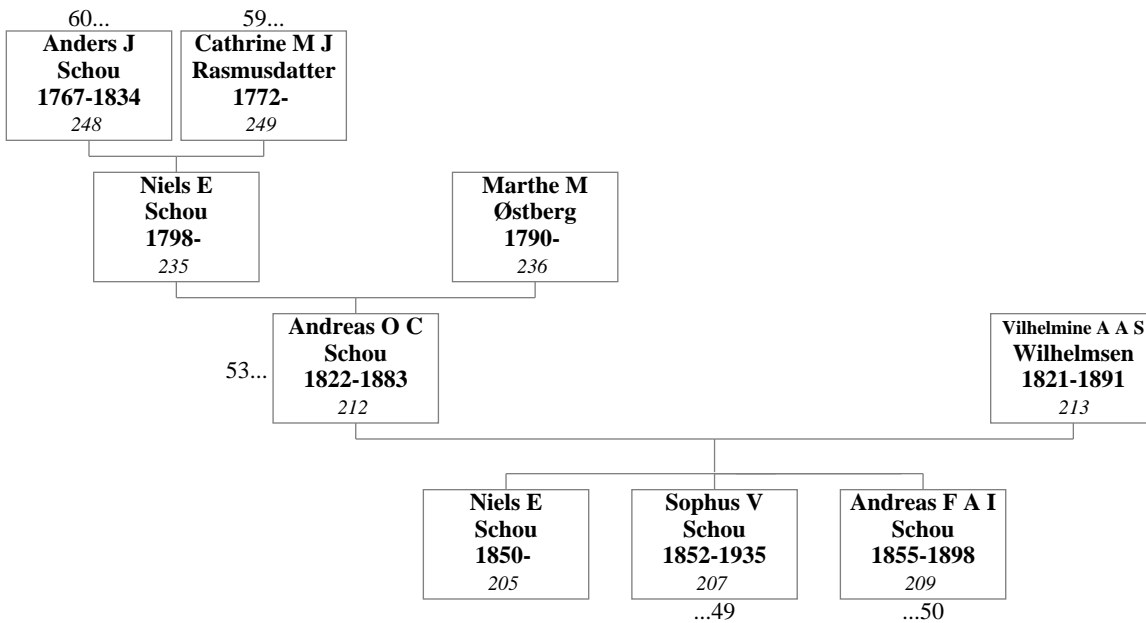 60...
Anders J
Schou
1767-1834
248
59...
Cathrine M J
Rasmusdatter
1772-
249
Niels E
Schou
1798-
235
Marthe M
Østberg
1790-
236
53...
Andreas O C
Schou
1822-1883
212
Vilhelmine A A S
Wilhelmsen
1821-1891
213
Niels E
Schou
1850-
205
Sophus V
Schou
1852-1935
207
...49
Andreas F A I
Schou
1855-1898
209
...50